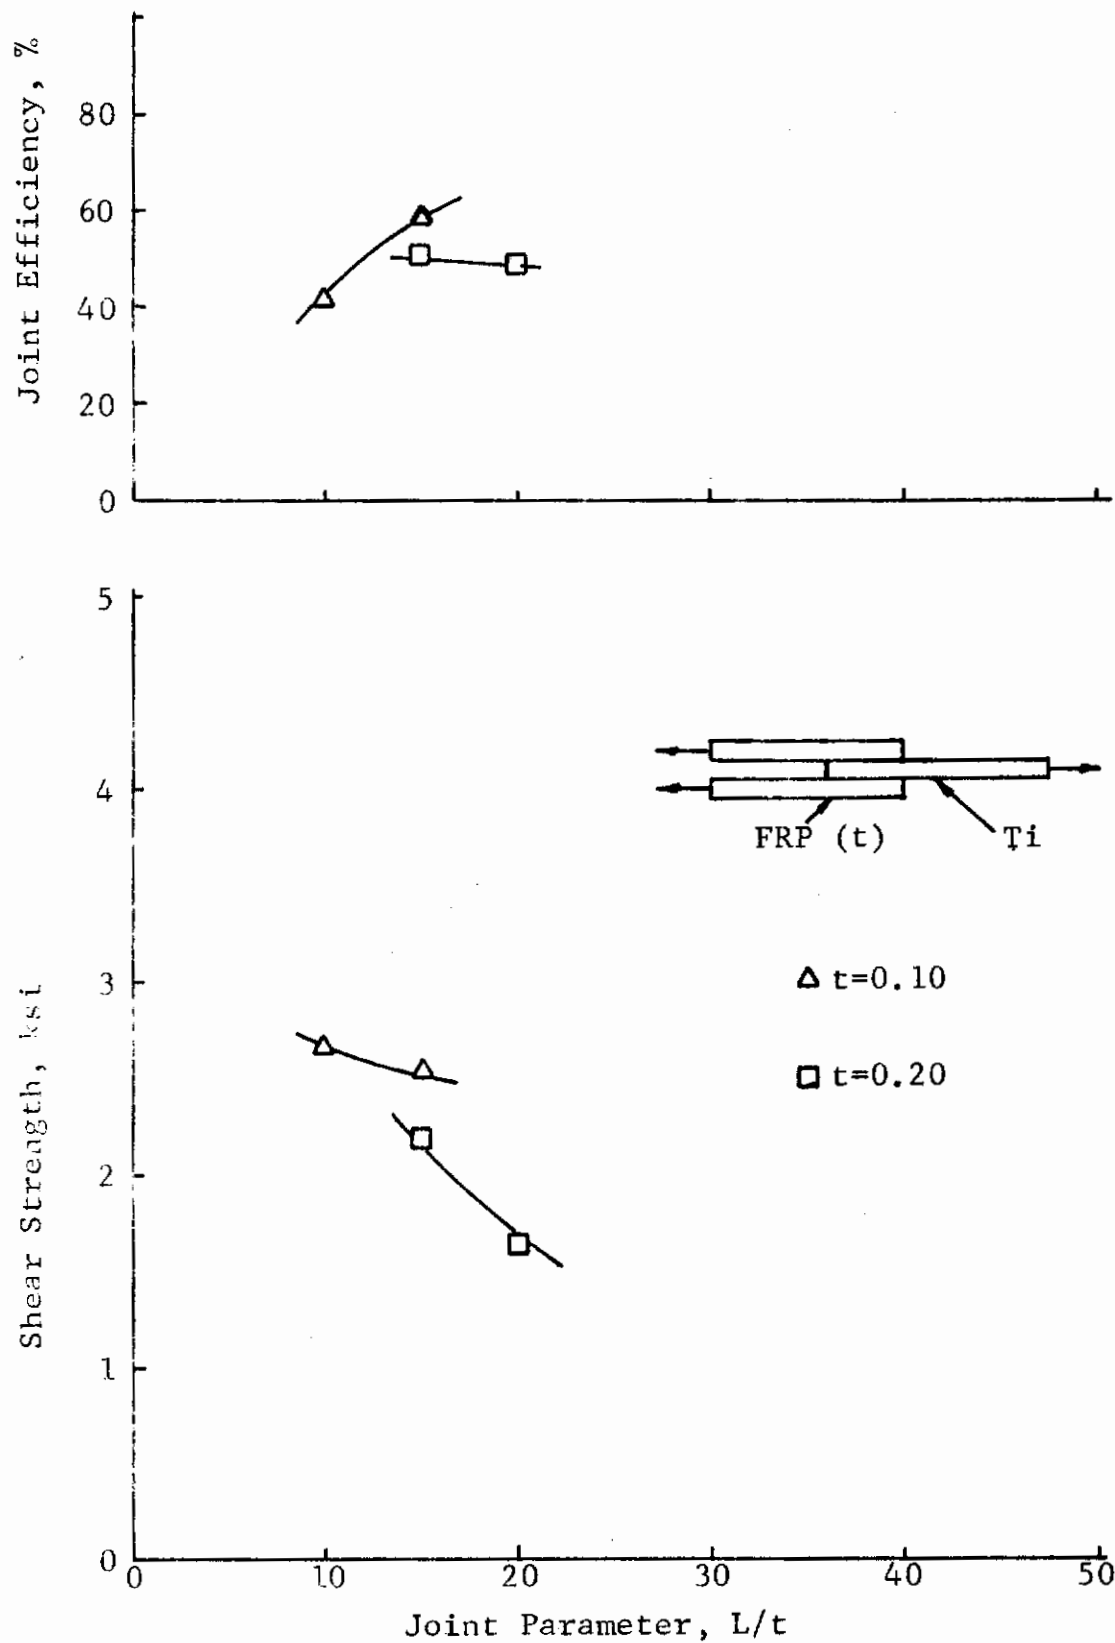 Joint Efficiency, %
80
60
40
20
0
Shear Strength, ksi
5
4
3
2
1
0
FRP (t)
Ti
△ t=0.10
□ t=0.20
0 10 20 30 40 50
Joint Parameter, L/t